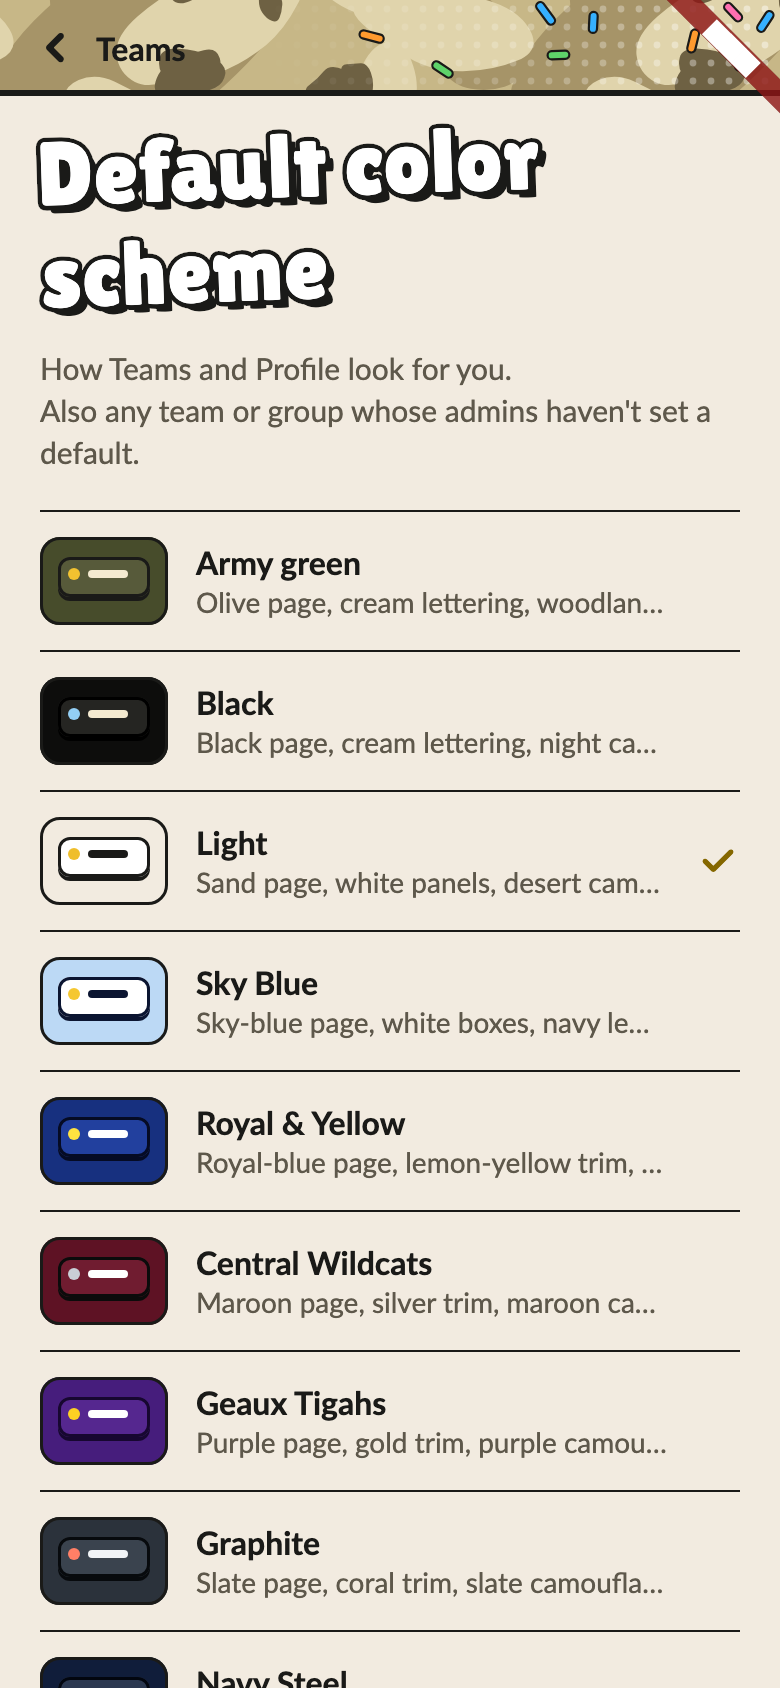 Teams
Default color
scheme
How Teams and Profile look for you.
Also any team or group whose admins haven't set a
default.
Army green
Olive page, cream lettering, woodlan...
Black
Black page, cream lettering, night ca...
Light
Sand page, white panels, desert cam...
Sky Blue
Sky-blue page, white boxes, navy le...
Royal & Yellow
Royal-blue page, lemon-yellow trim, ...
Central Wildcats
Maroon page, silver trim, maroon ca...
Geaux Tigahs
Purple page, gold trim, purple camou...
Graphite
Slate page, coral trim, slate camoufla...
Navy Steel